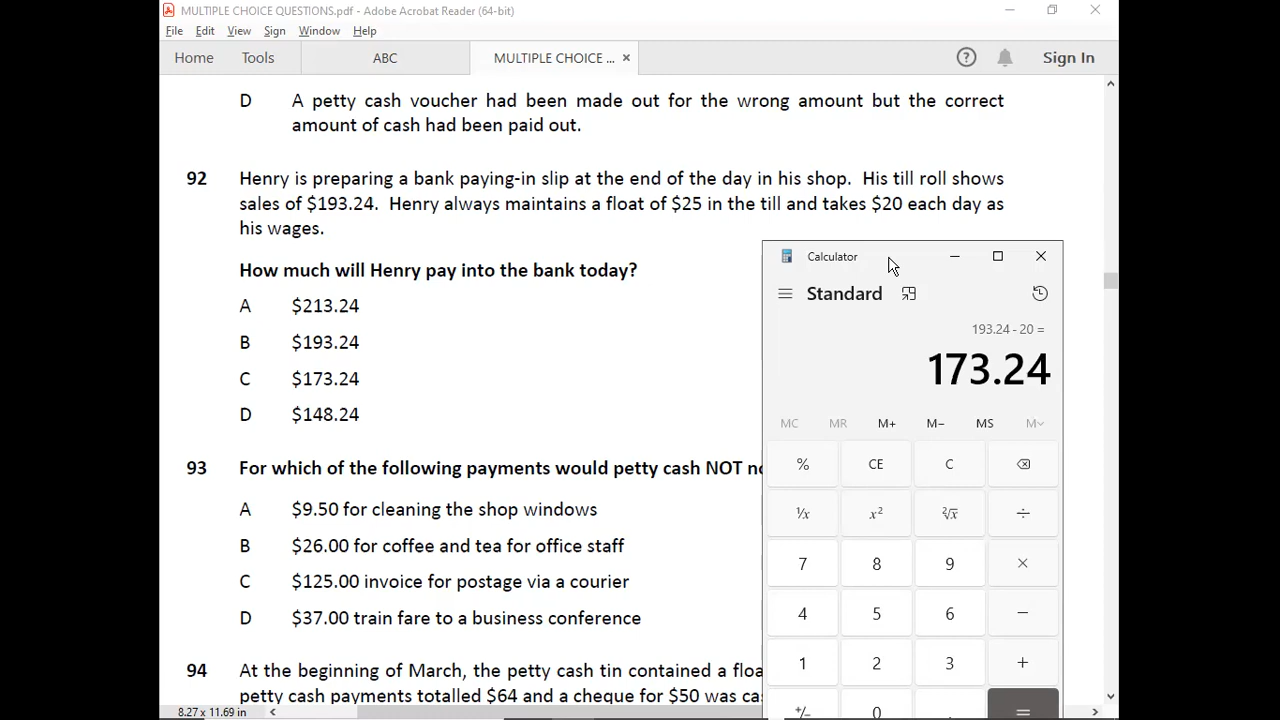 MULTIPLE CHOICE QUESTIONS.pdf - Adobe Acrobat Reader (64-bit)
File Edit View Sign Window Help
Home Tools ABC MULTIPLE CHOICE ... × ? Sign In
D A petty cash voucher had been made out for the wrong amount but the correct
amount of cash had been paid out.
92 Henry is preparing a bank paying-in slip at the end of the day in his shop. His till roll shows
sales of $193.24. Henry always maintains a float of $25 in the till and takes $20 each day as
his wages.
How much will Henry pay into the bank today?
A $213.24
B $193.24
C $173.24
D $148.24
93 For which of the following payments would petty cash NOT no
A $9.50 for cleaning the shop windows
B $26.00 for coffee and tea for office staff
C $125.00 invoice for postage via a courier
D $37.00 train fare to a business conference
94 At the beginning of March, the petty cash tin contained a floa
petty cash payments totalled $64 and a cheque for $50 was cas
8.27 x 11.69 in
Calculator
Standard
193.24 - 20 =
173.24
MC MR M+ M− MS M
% CE C
¹/x x² ²√x ÷
7 8 9 ×
4 5 6 −
1 2 3 +
+/− 0 . =